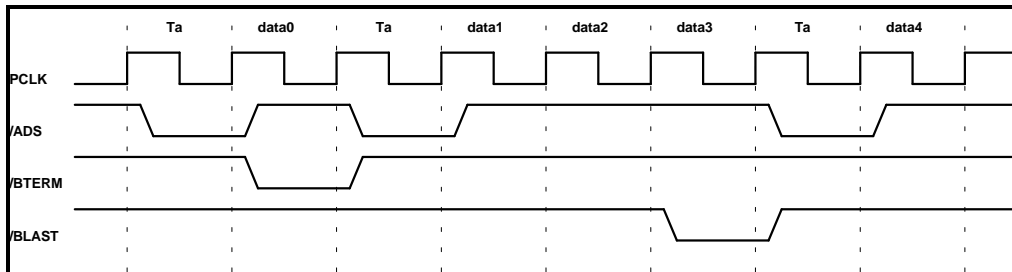 Ta data0 Ta data1 data2 data3 Ta data4
PCLK
/ADS
/BTERM
/BLAST